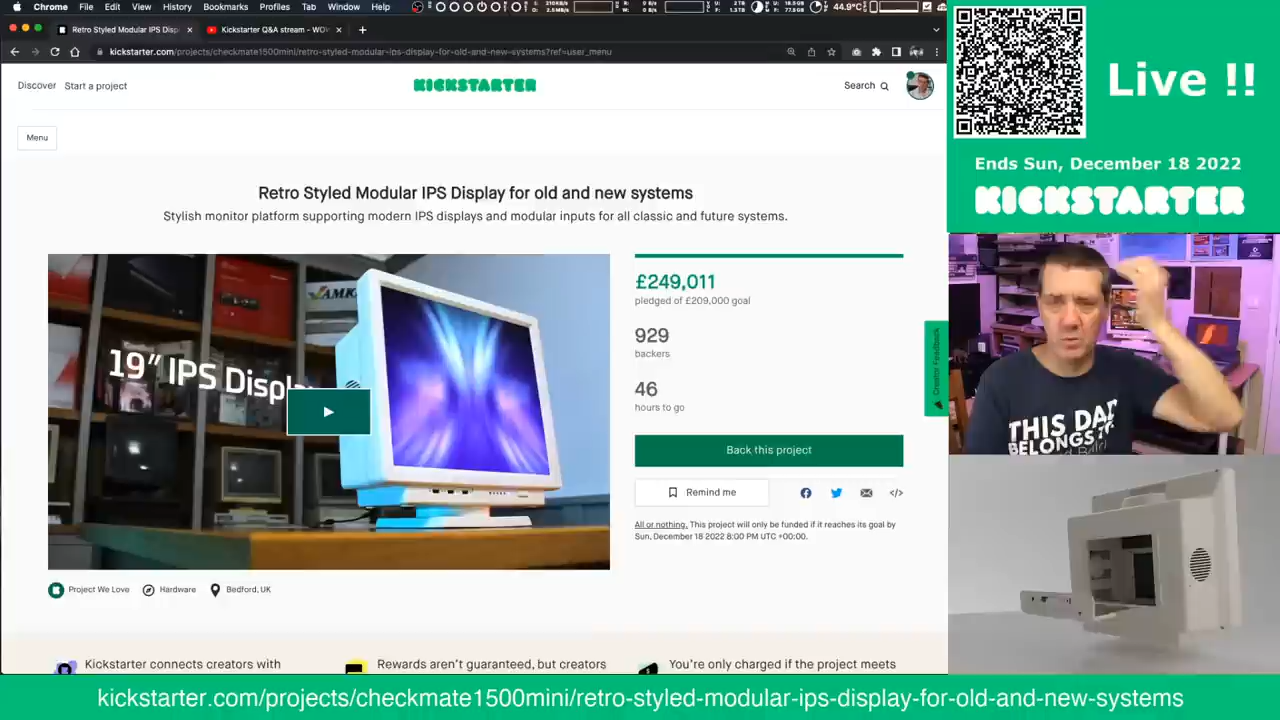 Chrome File Edit View History Bookmarks Profiles Tab Window Help
44.9°C
Retro Styled Modular IPS Disp
Kickstarter Q&A stream - WOW
kickstarter.com/projects/checkmate1500mini/retro-styled-modular-ips-display-for-old-and-new-systems?ref=user_menu
Discover Start a project
KICKSTARTER
Search
Menu
Retro Styled Modular IPS Display for old and new systems
Stylish monitor platform supporting modern IPS displays and modular inputs for all classic and future systems.
19" IPS Displa
£249,011
pledged of £209,000 goal
929
backers
46
hours to go
Back this project
Remind me
All or nothing. This project will only be funded if it reaches its goal by
Sun, December 18 2022 8:00 PM UTC +00:00.
Project We Love
Hardware
Bedford, UK
Kickstarter connects creators with
Rewards aren't guaranteed, but creators
You're only charged if the project meets
Creator Feedback
Live !!
Ends Sun, December 18 2022
KICKSTARTER
THIS DAD
BELONGS TO
kickstarter.com/projects/checkmate1500mini/retro-styled-modular-ips-display-for-old-and-new-systems